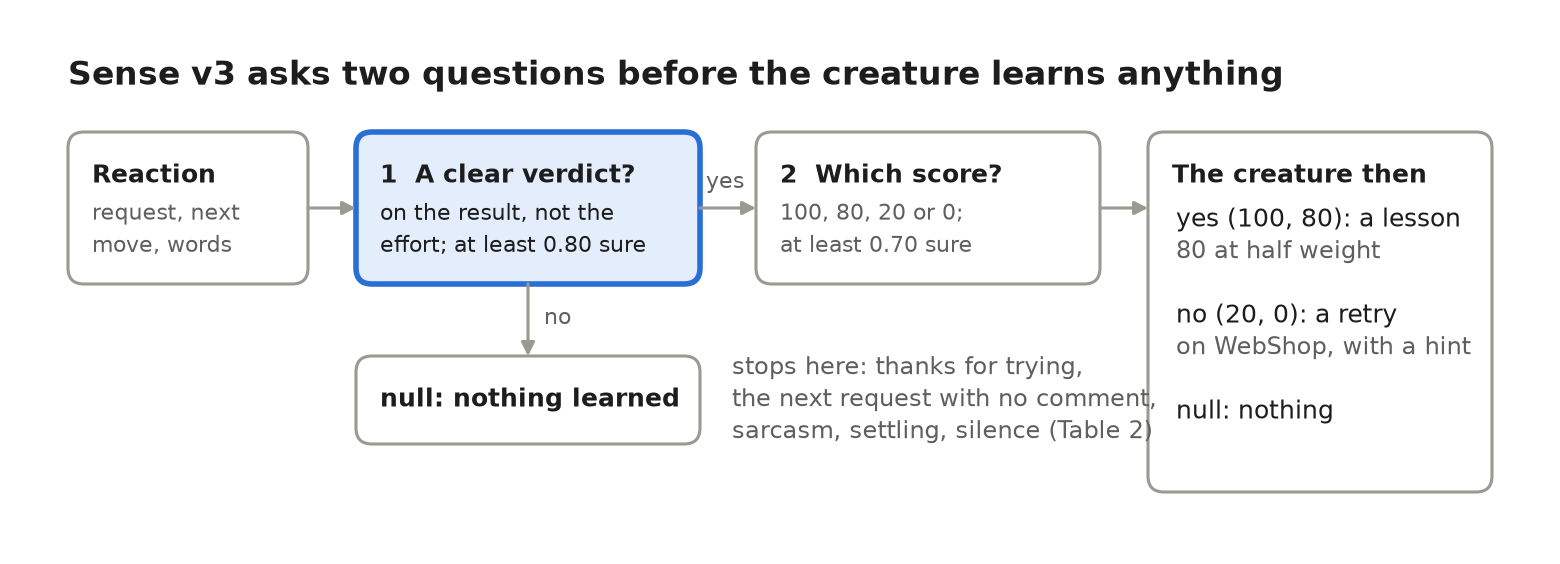 Sense v3 asks two questions before the creature learns anything
Reaction
request, next
move, words
1 A clear verdict?
on the result, not the
effort; at least 0.80 sure
yes
2 Which score?
100, 80, 20 or 0;
at least 0.70 sure
The creature then
yes (100, 80): a lesson
80 at half weight
no (20, 0): a retry
on WebShop, with a hint
null: nothing
no
null: nothing learned
stops here: thanks for trying,
the next request with no comment,
sarcasm, settling, silence (Table 2)